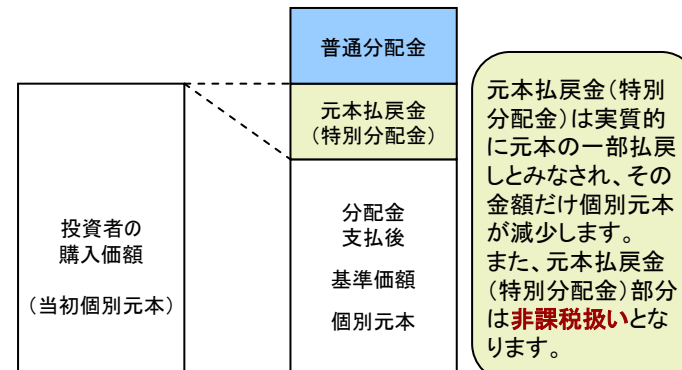 普通分配金
元本払戻金
(特別分配金)
投資者の
購入価額
(当初個別元本)
分配金
支払後
基準価額
個別元本
元本払戻金(特別
分配金)は実質的
に元本の一部払戻
しとみなされ、その
金額だけ個別元本
が減少します。
また、元本払戻金
(特別分配金)部分
は非課税扱いとな
ります。